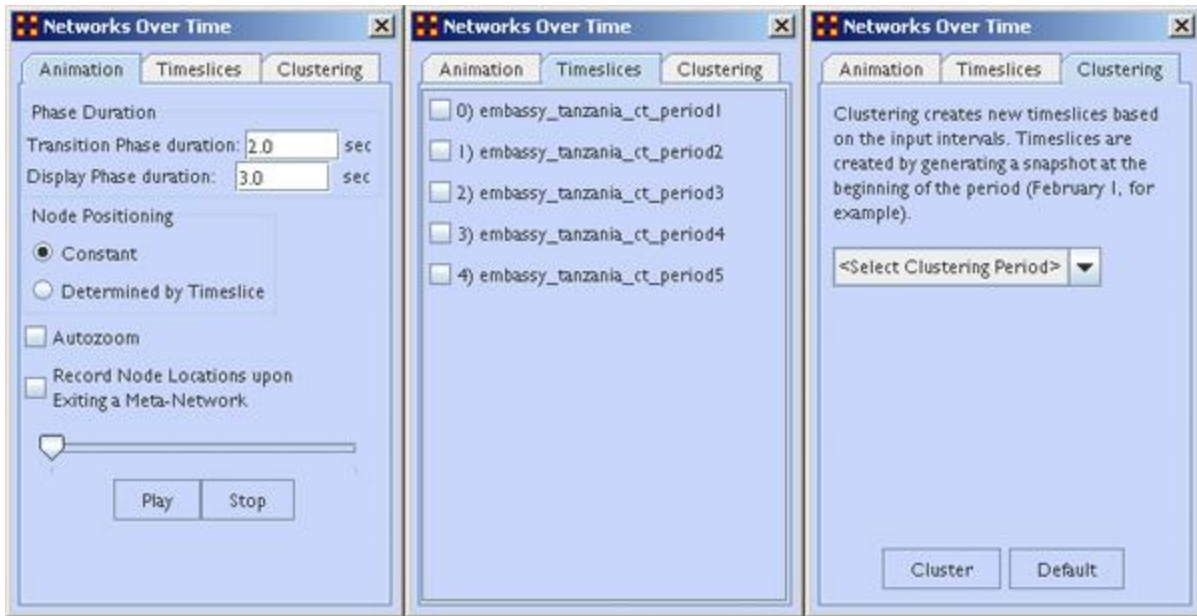 Networks Over Time
Animation Timeslices Clustering
Phase Duration
Transition Phase duration: 2.0 sec
Display Phase duration: 3.0 sec
Node Positioning
Constant
Determined by Timeslice
Autozoom
Record Node Locations upon
Exiting a Meta-Network
Play Stop
Networks Over Time
Animation Timeslices Clustering
0) embassy_tanzania_ct_period1
1) embassy_tanzania_ct_period2
2) embassy_tanzania_ct_period3
3) embassy_tanzania_ct_period4
4) embassy_tanzania_ct_period5
Networks Over Time
Animation Timeslices Clustering
Clustering creates new timeslices based
on the input intervals. Timeslices are
created by generating a snapshot at the
beginning of the period (February 1, for
example).
<Select Clustering Period>
Cluster Default